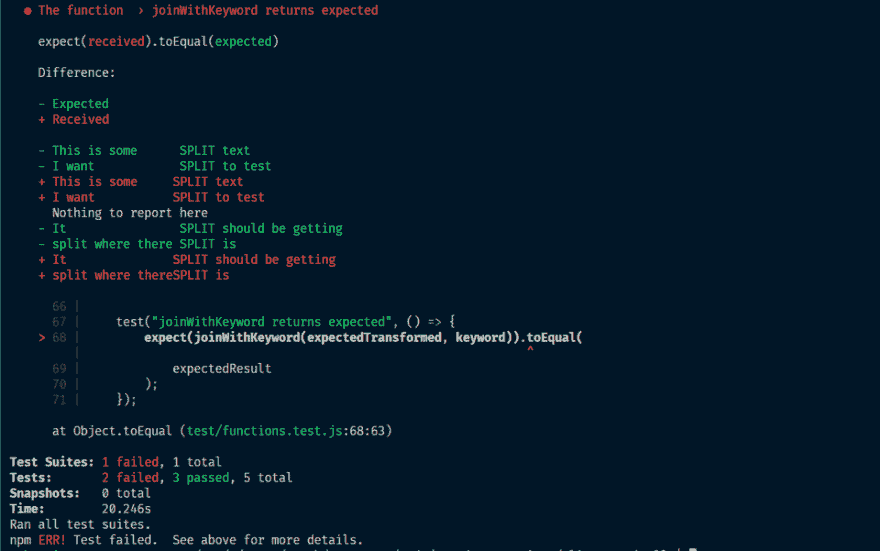 ● The function › joinWithKeyword returns expected
expect(received).toEqual(expected)
Difference:
- Expected
+ Received
- This is some      SPLIT text
- I want            SPLIT to test
+ This is some     SPLIT text
+ I want           SPLIT to test
  Nothing to report here
- It                SPLIT should be getting
- split where there SPLIT is
+ It               SPLIT should be getting
+ split where thereSPLIT is
  66 |
  67 |     test("joinWithKeyword returns expected", () => {
> 68 |         expect(joinWithKeyword(expectedTransformed, keyword)).toEqual(
     |                                                               ^
  69 |             expectedResult
  70 |         );
  71 |     });
at Object.toEqual (test/functions.test.js:68:63)
Test Suites: 1 failed, 1 total
Tests:       2 failed, 3 passed, 5 total
Snapshots:   0 total
Time:        20.246s
Ran all test suites.
npm ERR! Test failed.  See above for more details.